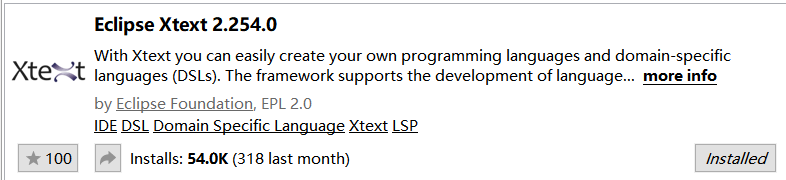 Eclipse Xtext 2.254.0
Xtext
With Xtext you can easily create your own programming languages and domain-specific
languages (DSLs). The framework supports the development of language... more info
by Eclipse Foundation, EPL 2.0
IDE DSL Domain Specific Language Xtext LSP
100 Installs: 54.0K (318 last month) Installed